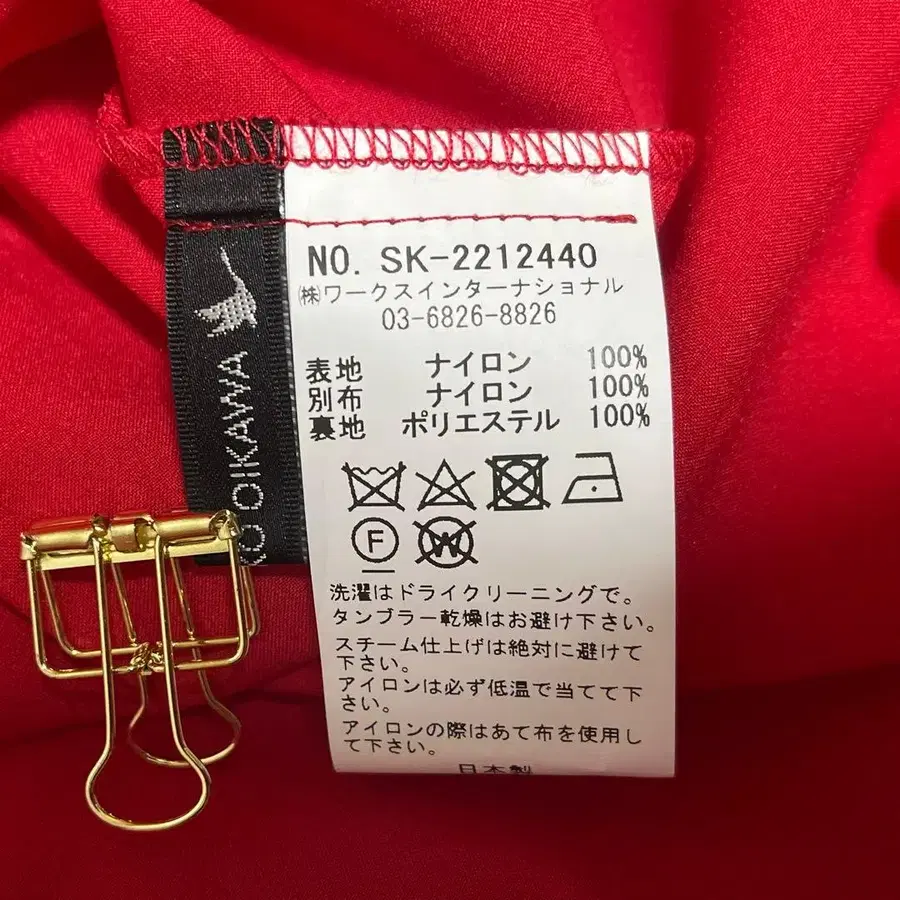 NO. SK-2212440
(株)ワークスインターナショナル
03-6826-8826
表地 ナイロン 100%
別布 ナイロン 100%
裏地 ポリエステル 100%
F
W
洗濯はドライクリーニングで。
タンブラー乾燥はお避け下さい。
スチーム仕上げは絶対に避けて
下さい。
アイロンは必ず低温で当てて下
さい。
アイロンの際はあて布を使用し
て下さい。
日本製
OIKAWA